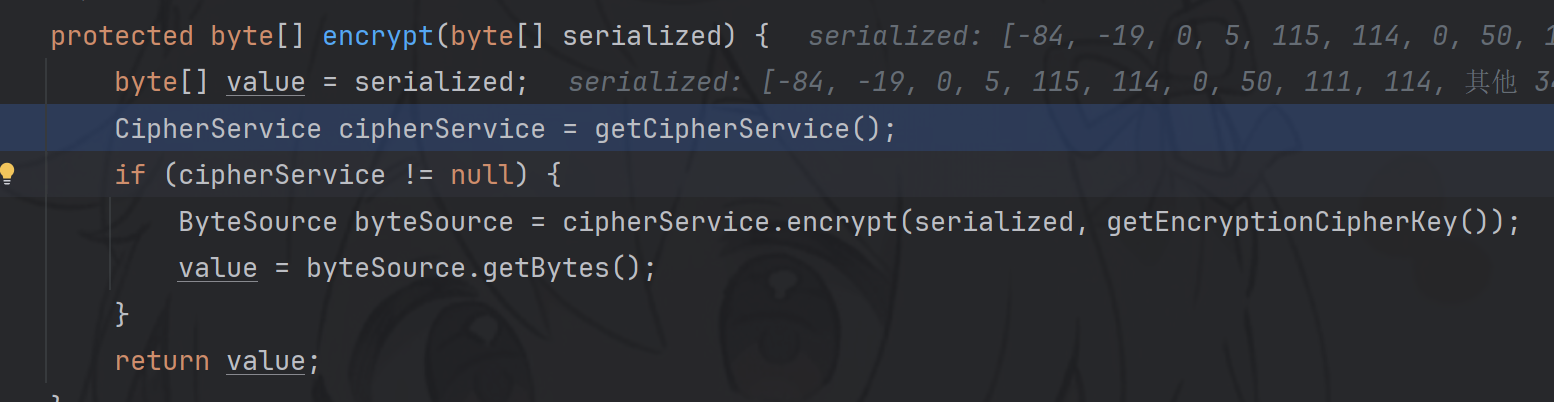 protected byte[] encrypt(byte[] serialized) {  serialized: [-84, -19, 0, 5, 115, 114, 0, 50, 1
byte[] value = serialized;  serialized: [-84, -19, 0, 5, 115, 114, 0, 50, 111, 114, 其他 34
CipherService cipherService = getCipherService();
if (cipherService != null) {
ByteSource byteSource = cipherService.encrypt(serialized, getEncryptionCipherKey());
value = byteSource.getBytes();
}
return value;
}